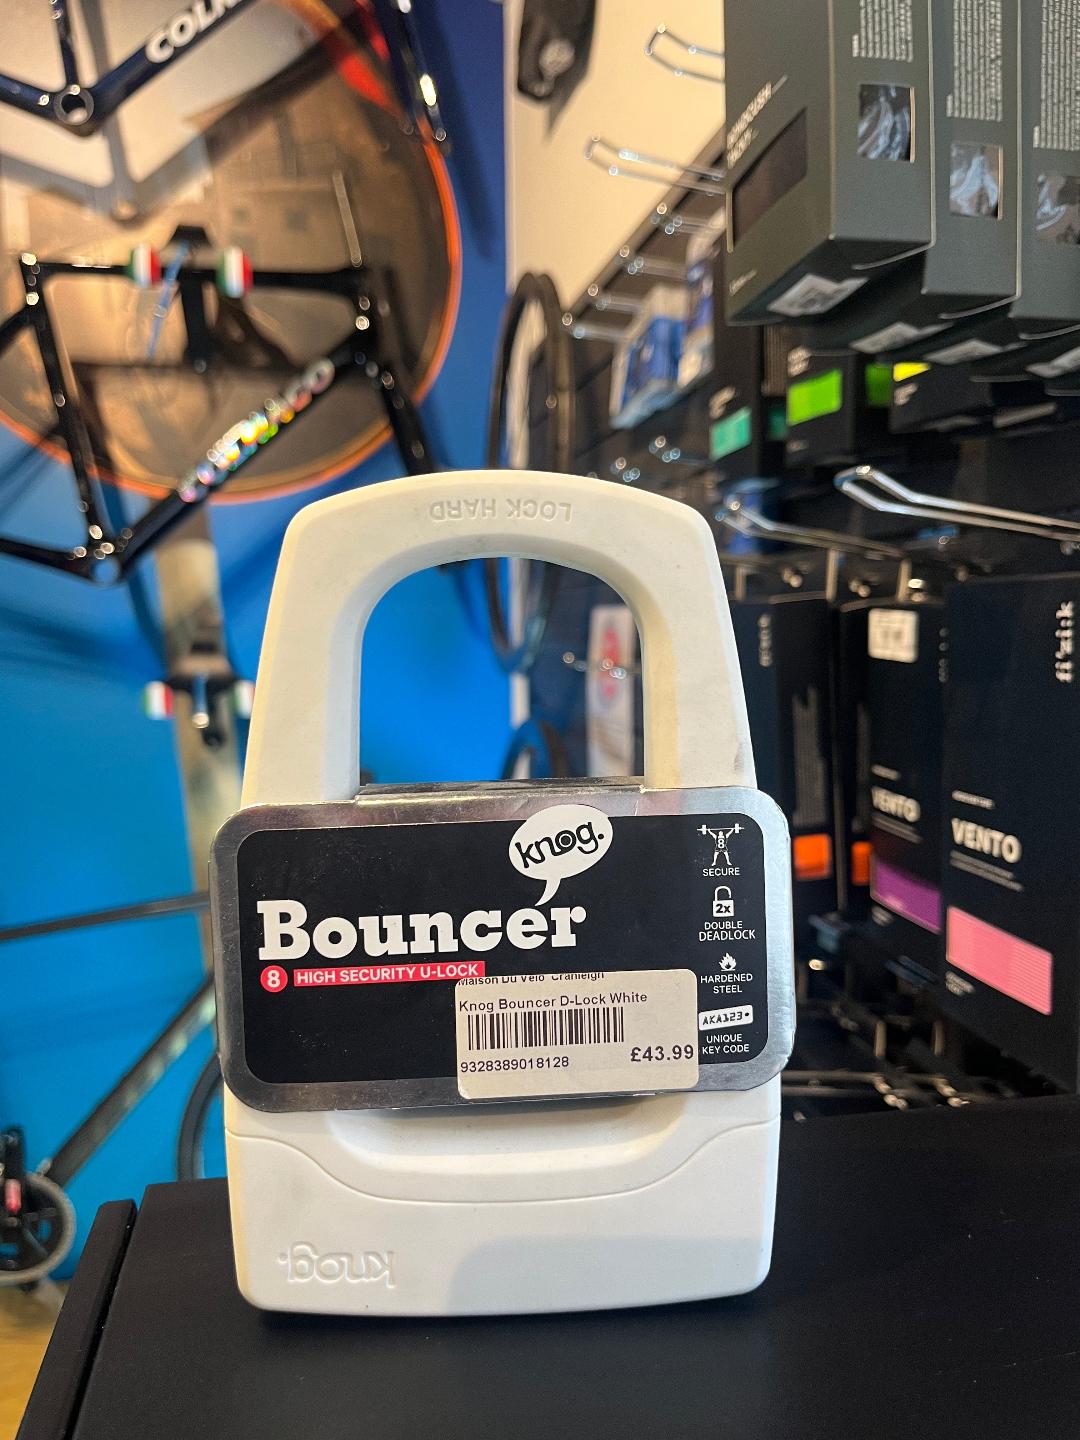 COLN
LOCK HARD
knog.
Bouncer
8 HIGH SECURITY U-LOCK
8
SECURE
2x
DOUBLE
DEADLOCK
HARDENED
STEEL
AKA123•
UNIQUE
KEY CODE
Maison Du Velo Cranleigh
Knog Bouncer D-Lock White
9328389018128
£43.99
knog.
fi'zi:k
VENTO
VENTO